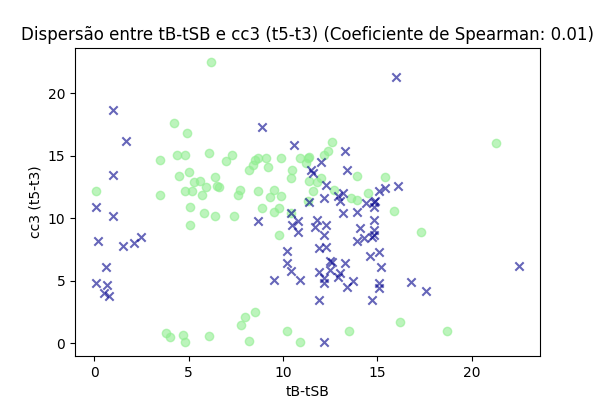 Dispersão entre tB-tSB e cc3 (t5-t3) (Coeficiente de Spearman: 0.01)
cc3 (t5-t3)
20
15
10
5
0
0 5 10 15 20
tB-tSB